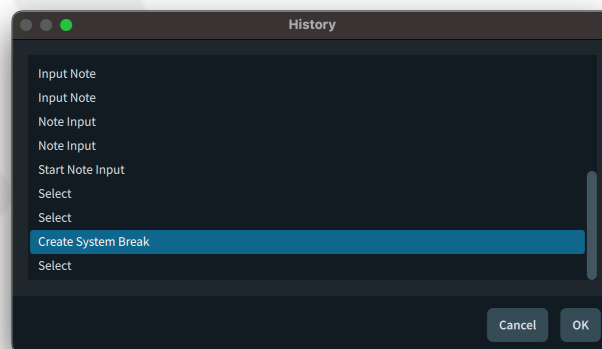 History
Input Note
Input Note
Note Input
Note Input
Start Note Input
Select
Select
Create System Break
Select
Cancel OK